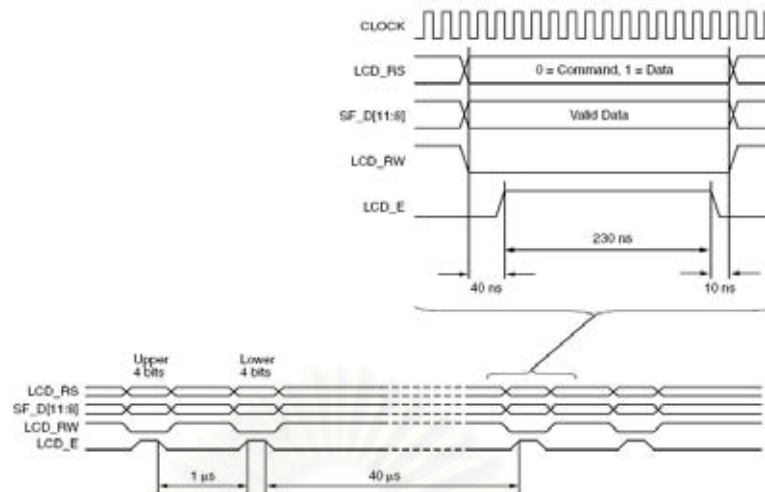 CLOCK
LCD_RS
0 = Command, 1 = Data
SF_D[11:8]
Valid Data
LCD_RW
LCD_E
230 ns
40 ns
10 ns
Upper
4 bits
Lower
4 bits
LCD_RS
SF_D[11:8]
LCD_RW
LCD_E
1 μs
40 μs